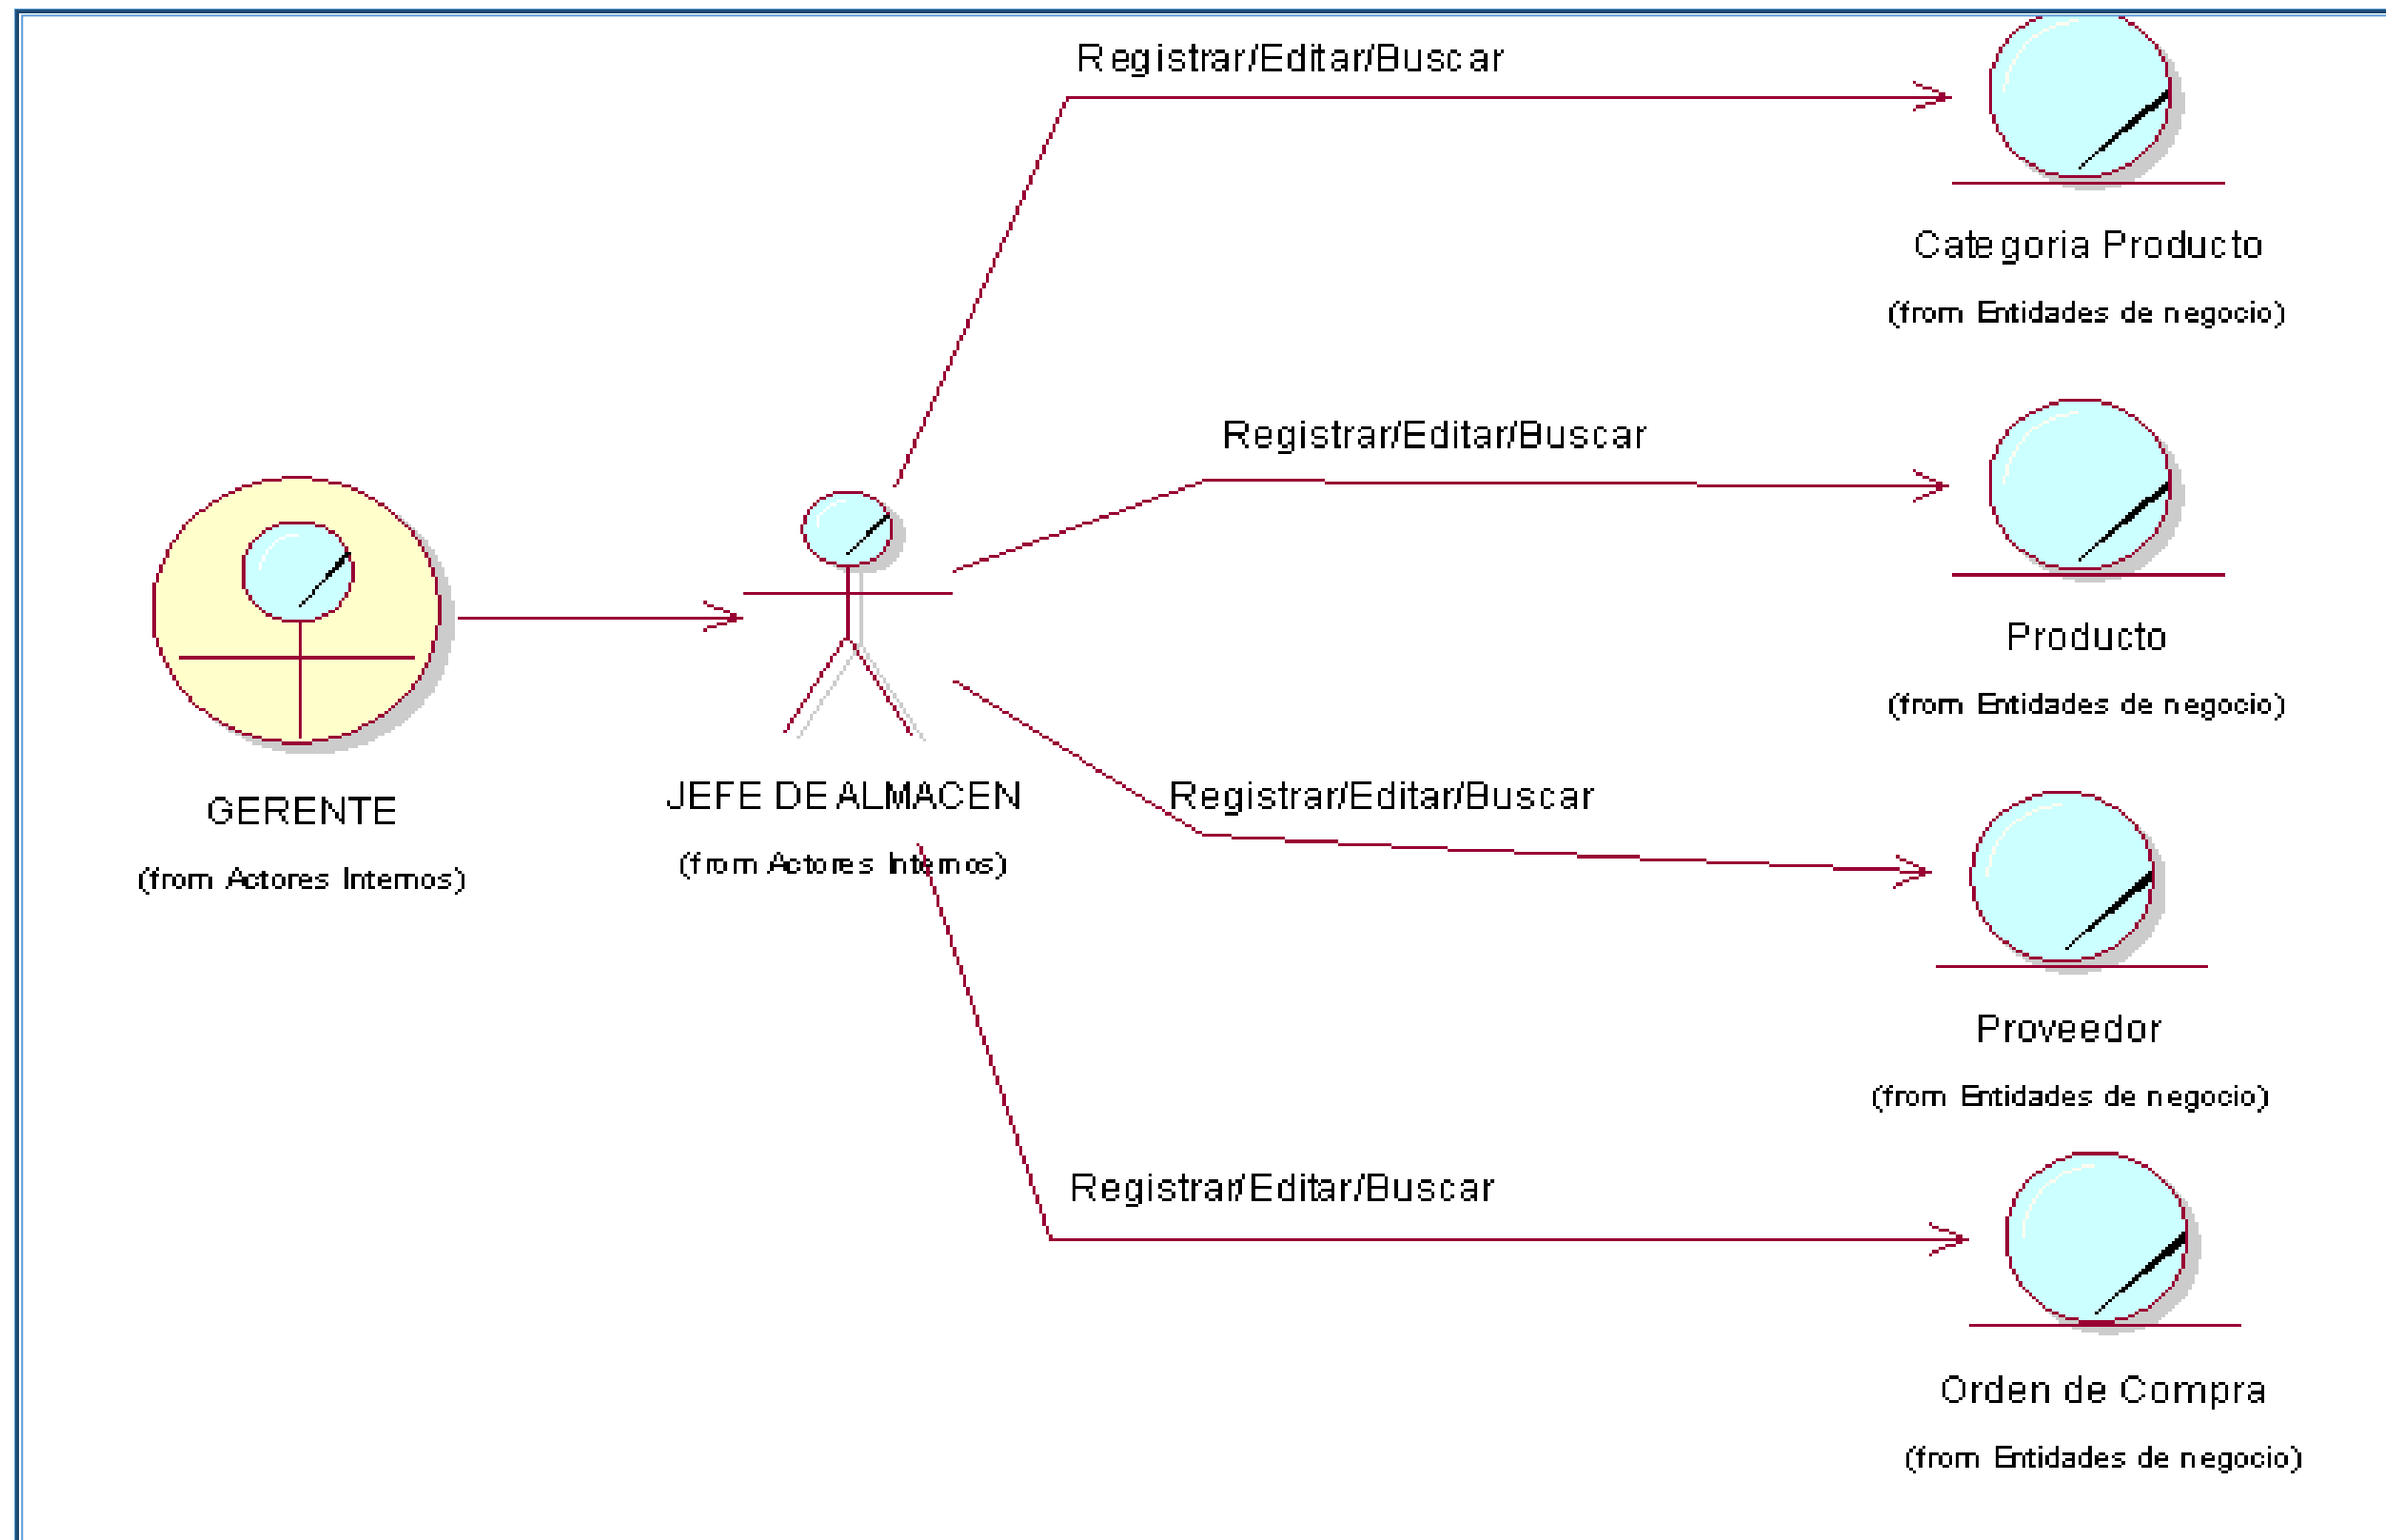 Registrar/Editar/Buscar
Categoria Producto
(from Entidades de negocio)
Registrar/Editar/Buscar
Producto
(from Entidades de negocio)
GERENTE
(from Actores Internos)
JEFE DE ALMACEN
(from Actores Internos)
Registrar/Editar/Buscar
Proveedor
(from Entidades de negocio)
Registrar/Editar/Buscar
Orden de Compra
(from Entidades de negocio)